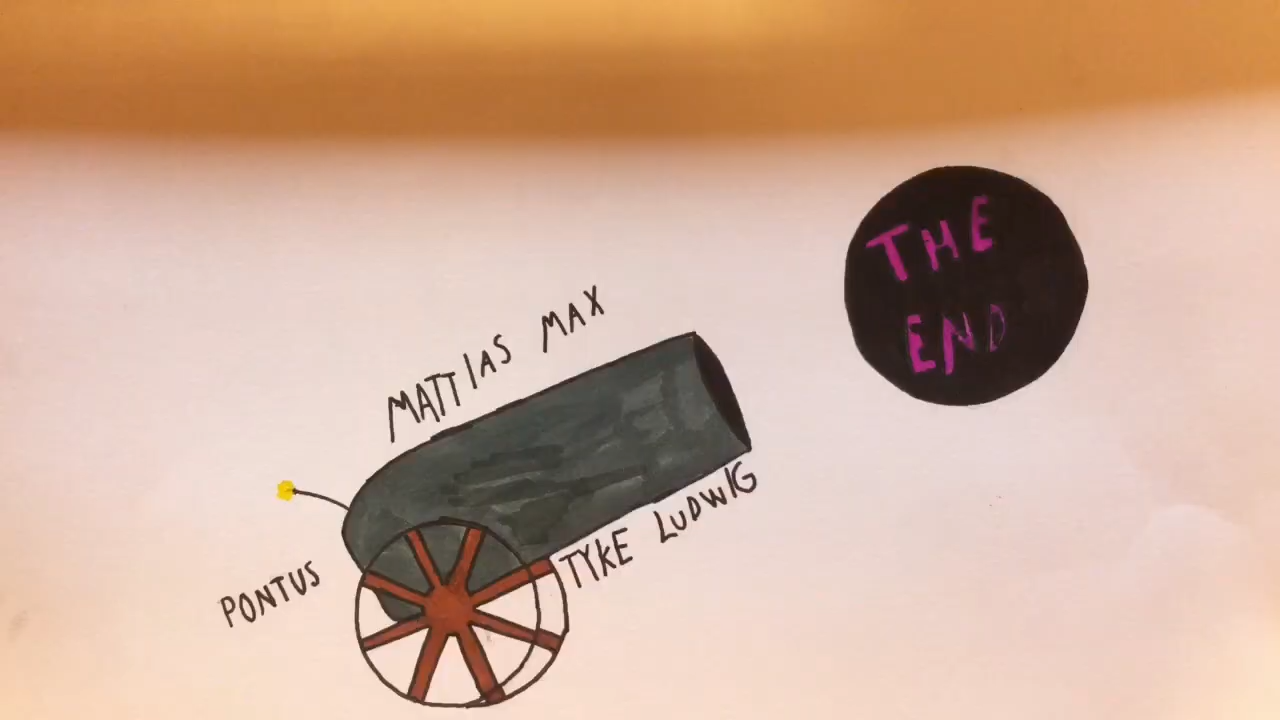 THE
END
MATTIAS MAX
TYKE LUDWIG
PONTUS